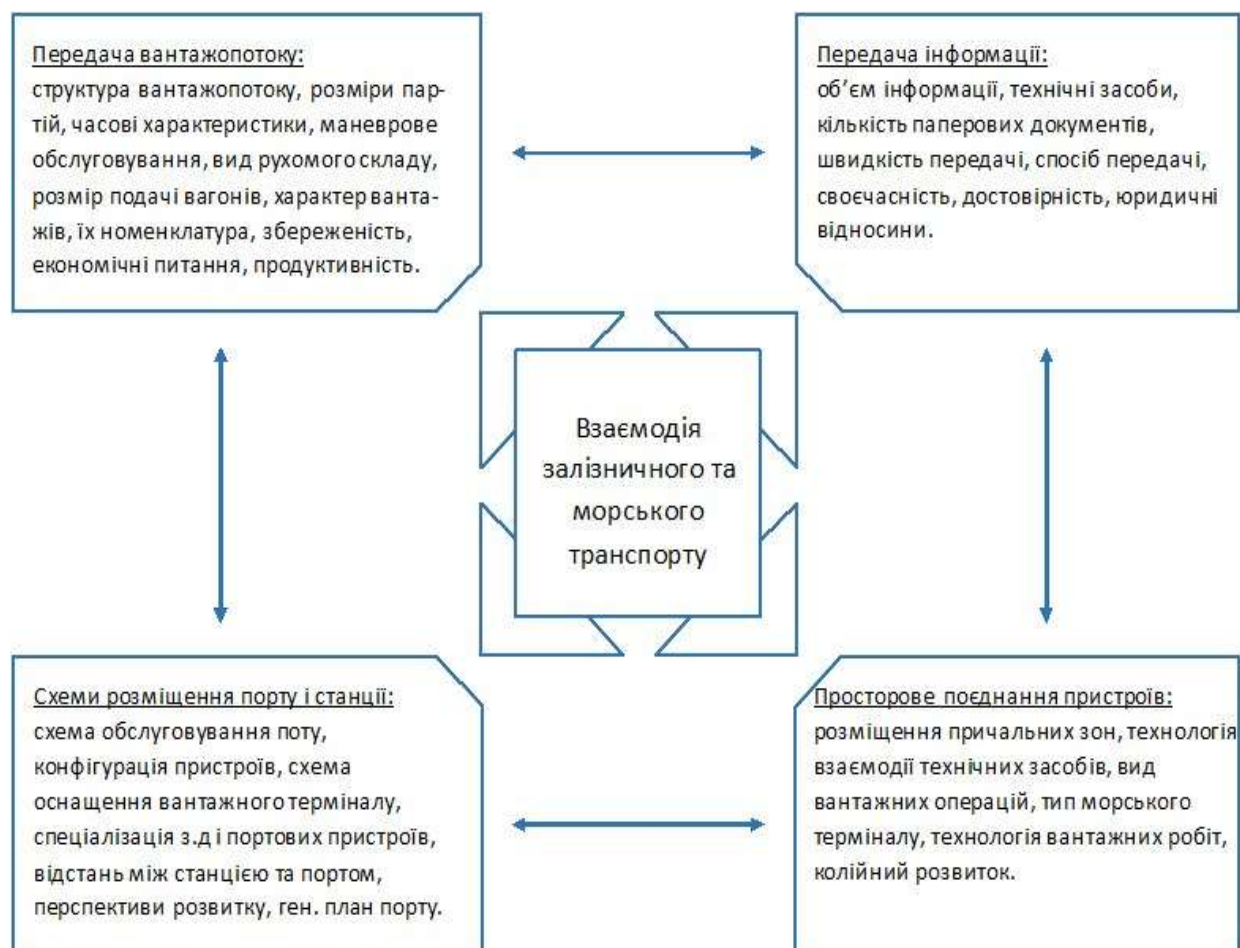 Передача вантажопотоку:
структура вантажопотоку, розміри пар-
тій, часові характеристики, маневрове
обслуговування, вид рухомого складу,
розмір подачі вагонів, характер ванта-
жів, їх номенклатура, збереженість,
економічні питання, продуктивність.
Передача інформації:
об’єм інформації, технічні засоби,
кількість паперових документів,
швидкість передачі, спосіб передачі,
своєчасність, достовірність, юридичні
відносини.
Взаємодія
залізничного та
морського
транспорту
Схеми розміщення порту і станції:
схема обслуговування поту,
конфігурація пристроїв, схема
оснащення вантажного терміналу,
спеціалізація з.д і портових пристроїв,
відстань між станцією та портом,
перспективи розвитку, ген. план порту.
Просторове поєднання пристроїв:
розміщення причальних зон, технологія
взаємодії технічних засобів, вид
вантажних операцій, тип морського
терміналу, технологія вантажних робіт,
колійний розвиток.